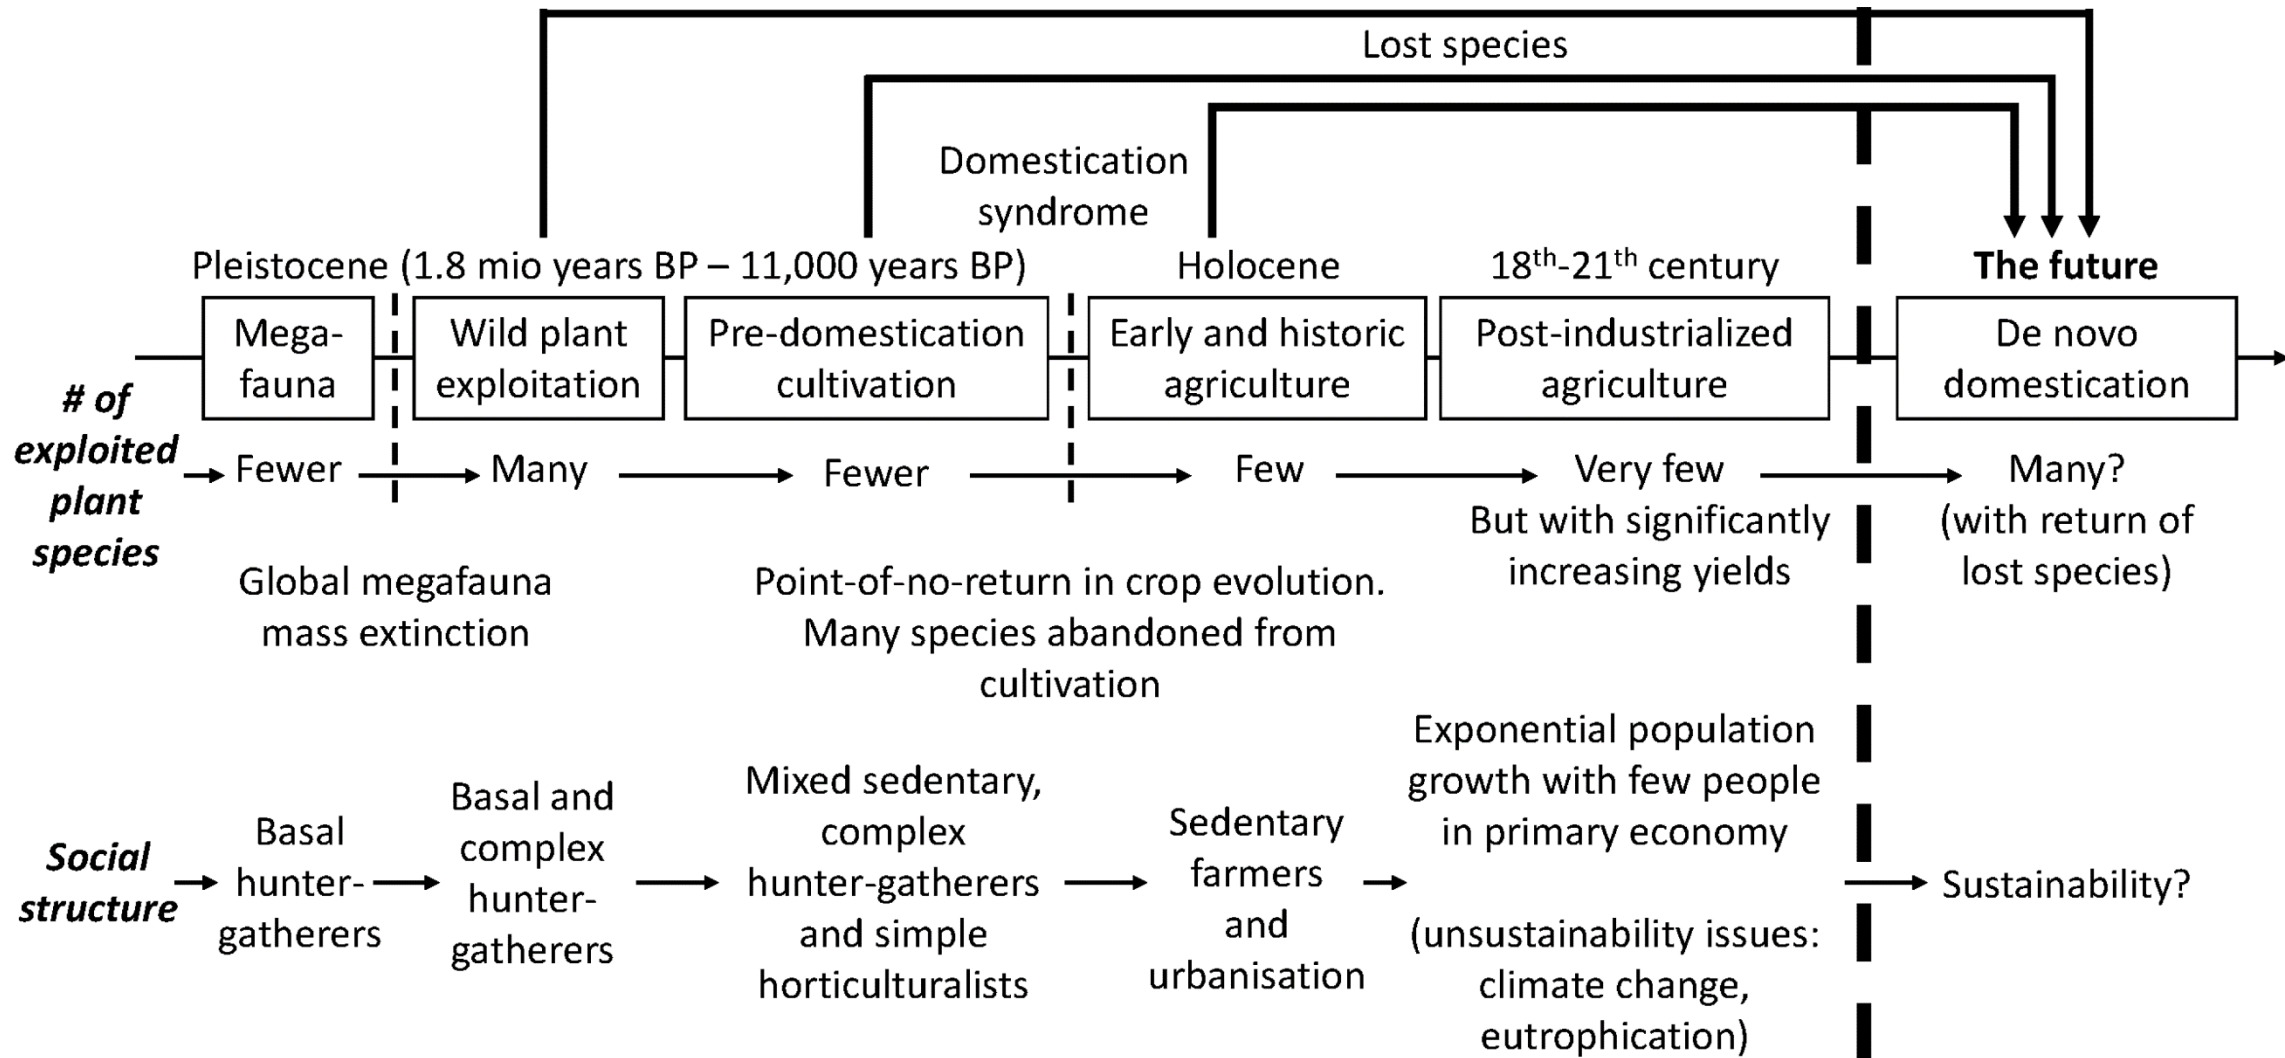 Lost species
Domestication
syndrome
Pleistocene (1.8 mio years BP – 11,000 years BP)
Holocene
18th-21th century
The future
Mega-
fauna
Wild plant
exploitation
Pre-domestication
cultivation
Early and historic
agriculture
Post-industrialized
agriculture
De novo
domestication
# of
exploited
plant
species
Fewer
Many
Fewer
Few
Very few
But with significantly
increasing yields
Many?
(with return of
lost species)
Global megafauna
mass extinction
Point-of-no-return in crop evolution.
Many species abandoned from
cultivation
Social
structure
Basal
hunter-
gatherers
Basal and
complex
hunter-
gatherers
Mixed sedentary,
complex
hunter-gatherers
and simple
horticulturalists
Sedentary
farmers
and
urbanisation
Exponential population
growth with few people
in primary economy
(unsustainability issues:
climate change,
eutrophication)
Sustainability?